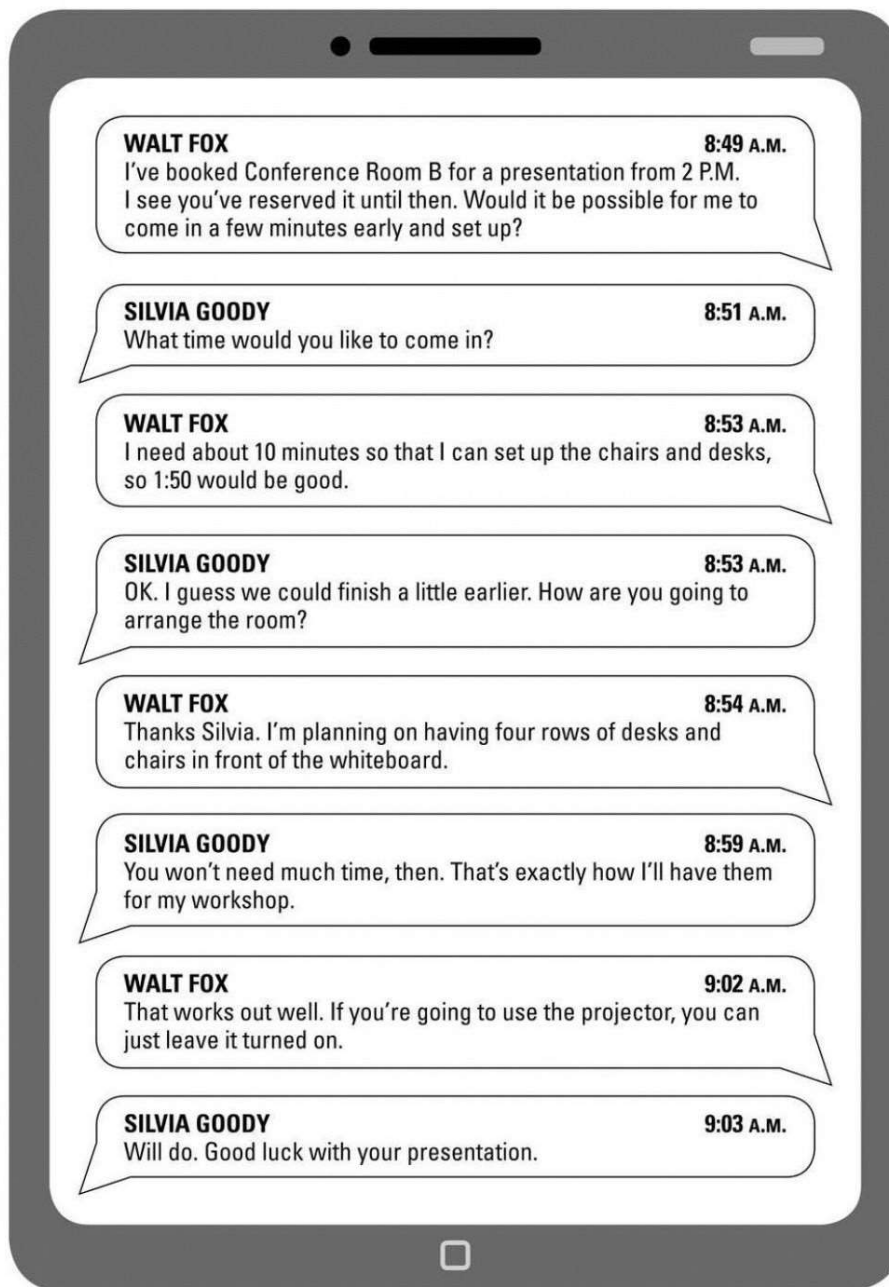 WALT FOX 8:49 A.M.
I've booked Conference Room B for a presentation from 2 P.M.
I see you've reserved it until then. Would it be possible for me to
come in a few minutes early and set up?
SILVIA GOODY 8:51 A.M.
What time would you like to come in?
WALT FOX 8:53 A.M.
I need about 10 minutes so that I can set up the chairs and desks,
so 1:50 would be good.
SILVIA GOODY 8:53 A.M.
OK. I guess we could finish a little earlier. How are you going to
arrange the room?
WALT FOX 8:54 A.M.
Thanks Silvia. I'm planning on having four rows of desks and
chairs in front of the whiteboard.
SILVIA GOODY 8:59 A.M.
You won't need much time, then. That's exactly how I'll have them
for my workshop.
WALT FOX 9:02 A.M.
That works out well. If you're going to use the projector, you can
just leave it turned on.
SILVIA GOODY 9:03 A.M.
Will do. Good luck with your presentation.